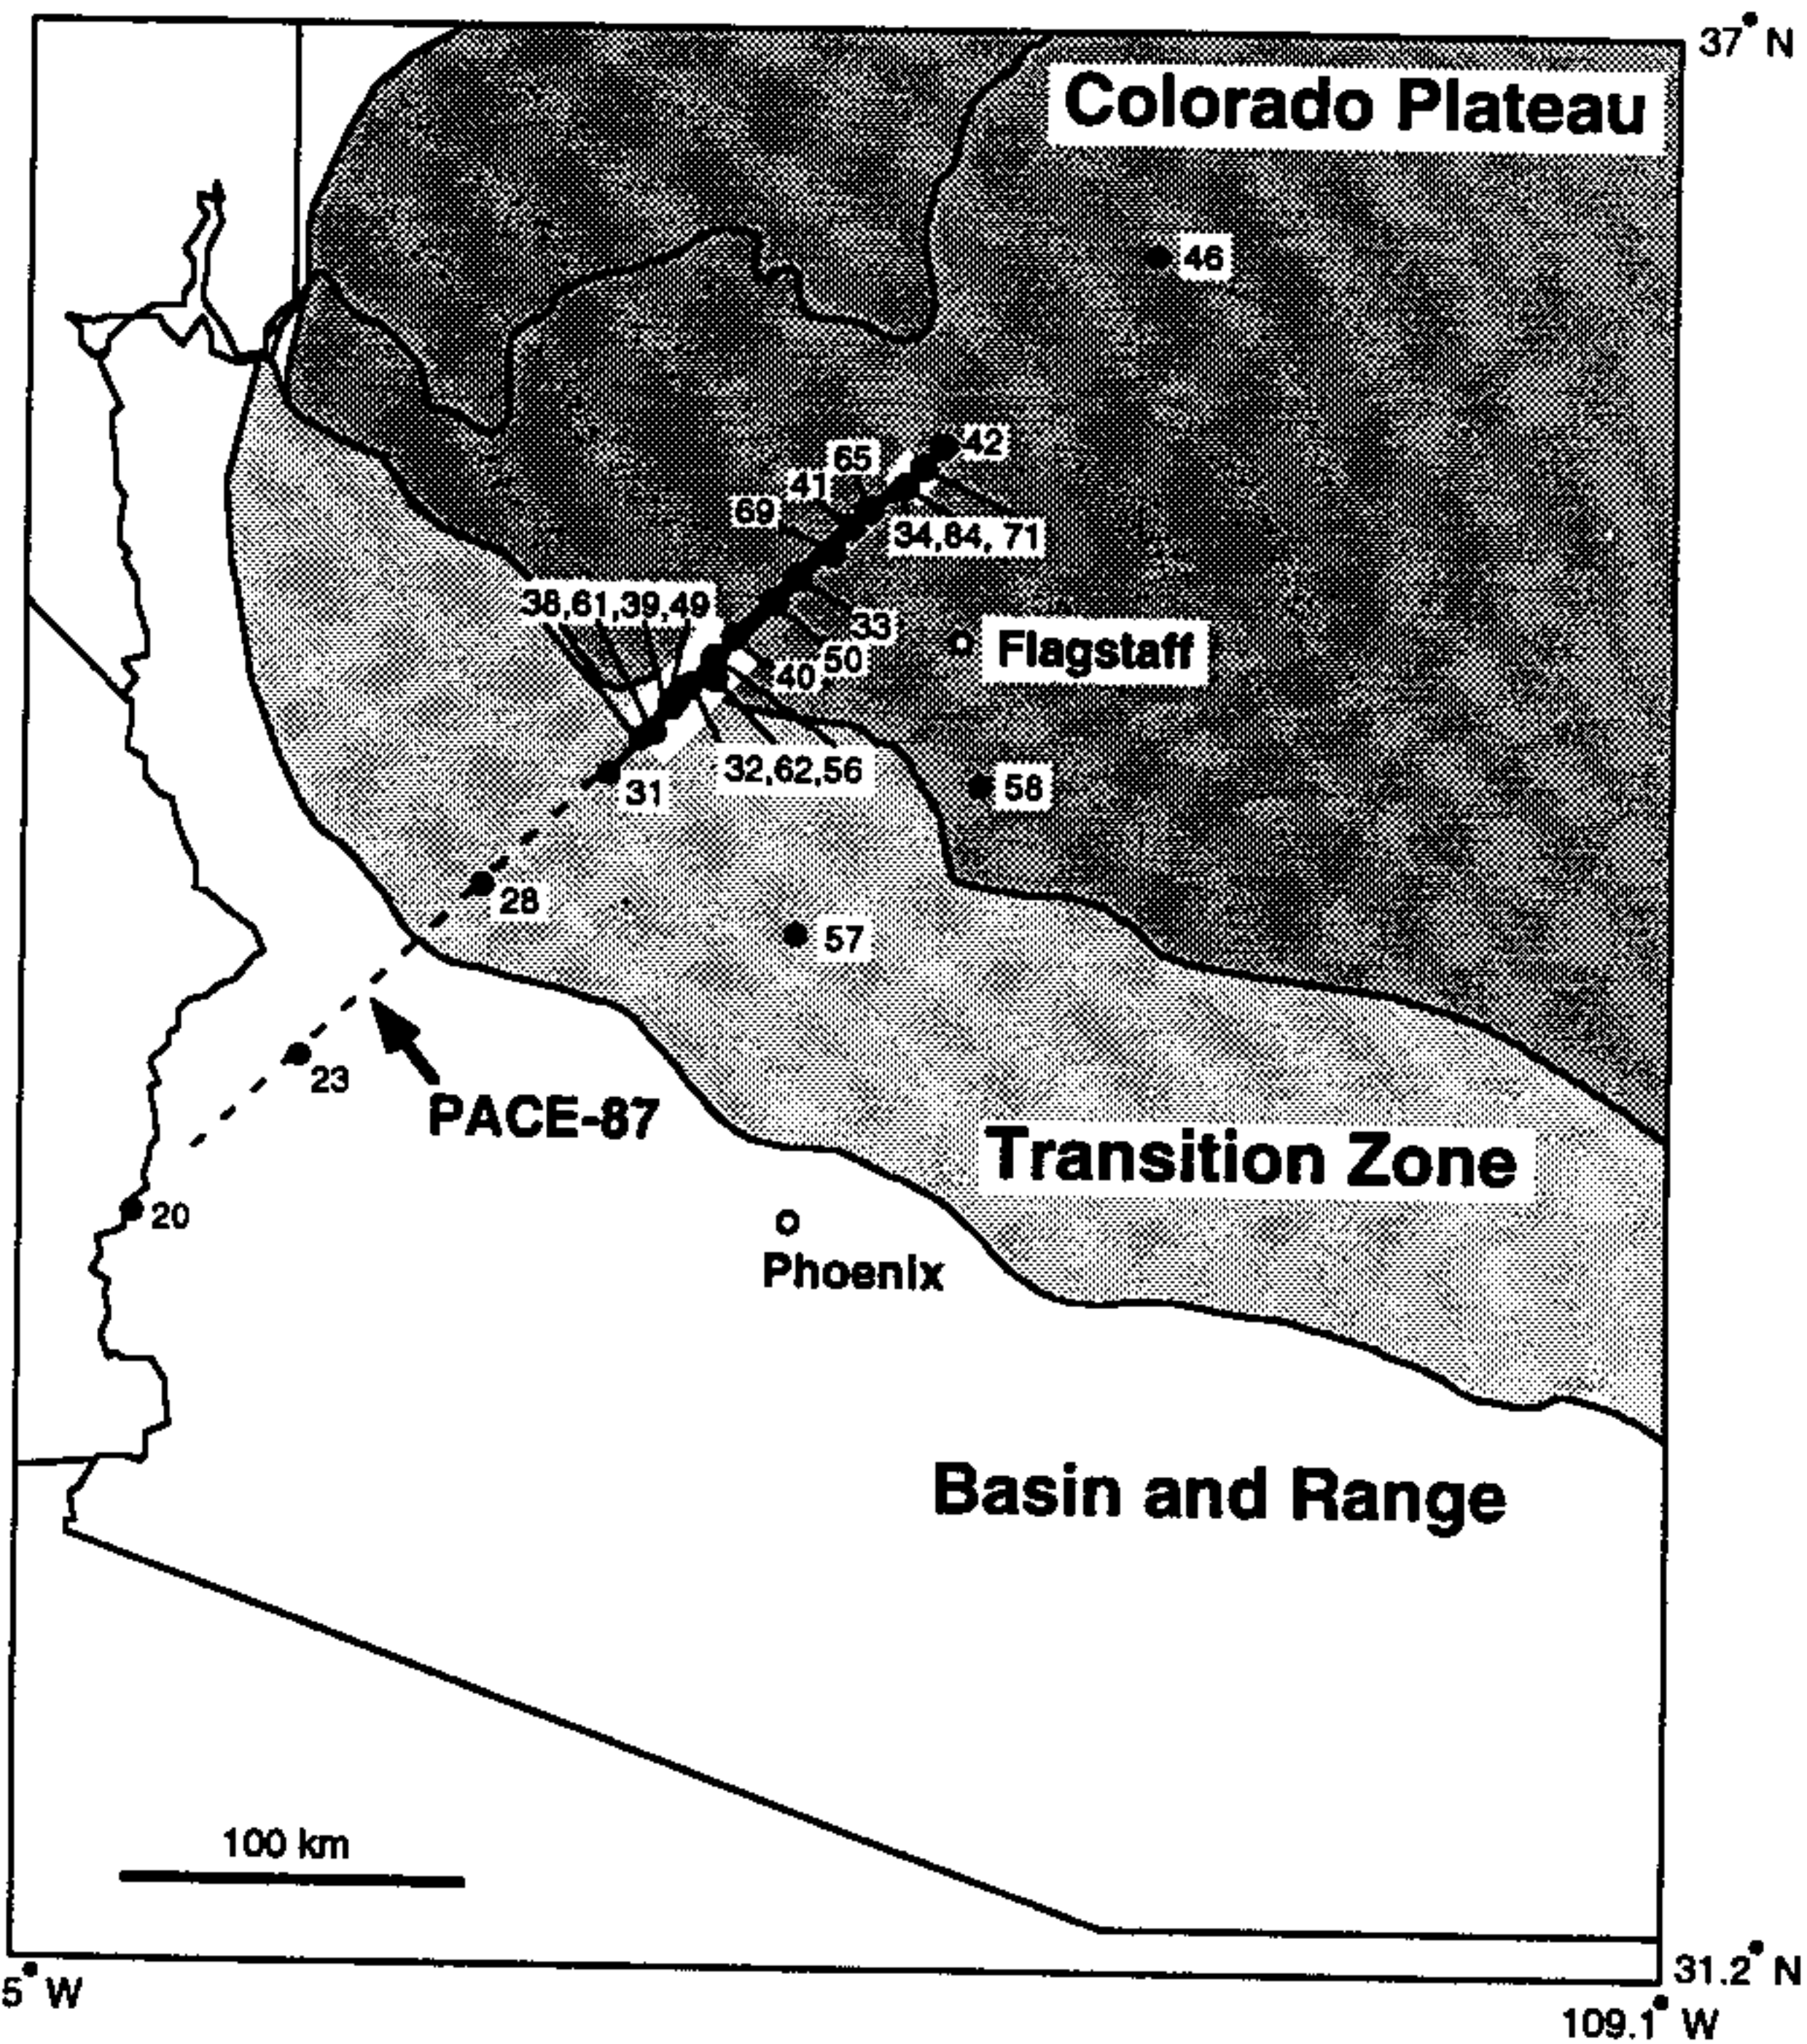 37° N
Colorado Plateau
46
42
65
41
69
34,84, 71
38,61,39,49
33
Flagstaff
50
40
32,62,56
31
58
28
57
23
PACE-87
Transition Zone
20
Phoenix
Basin and Range
100 km
31.2° N
5° W
109.1° W